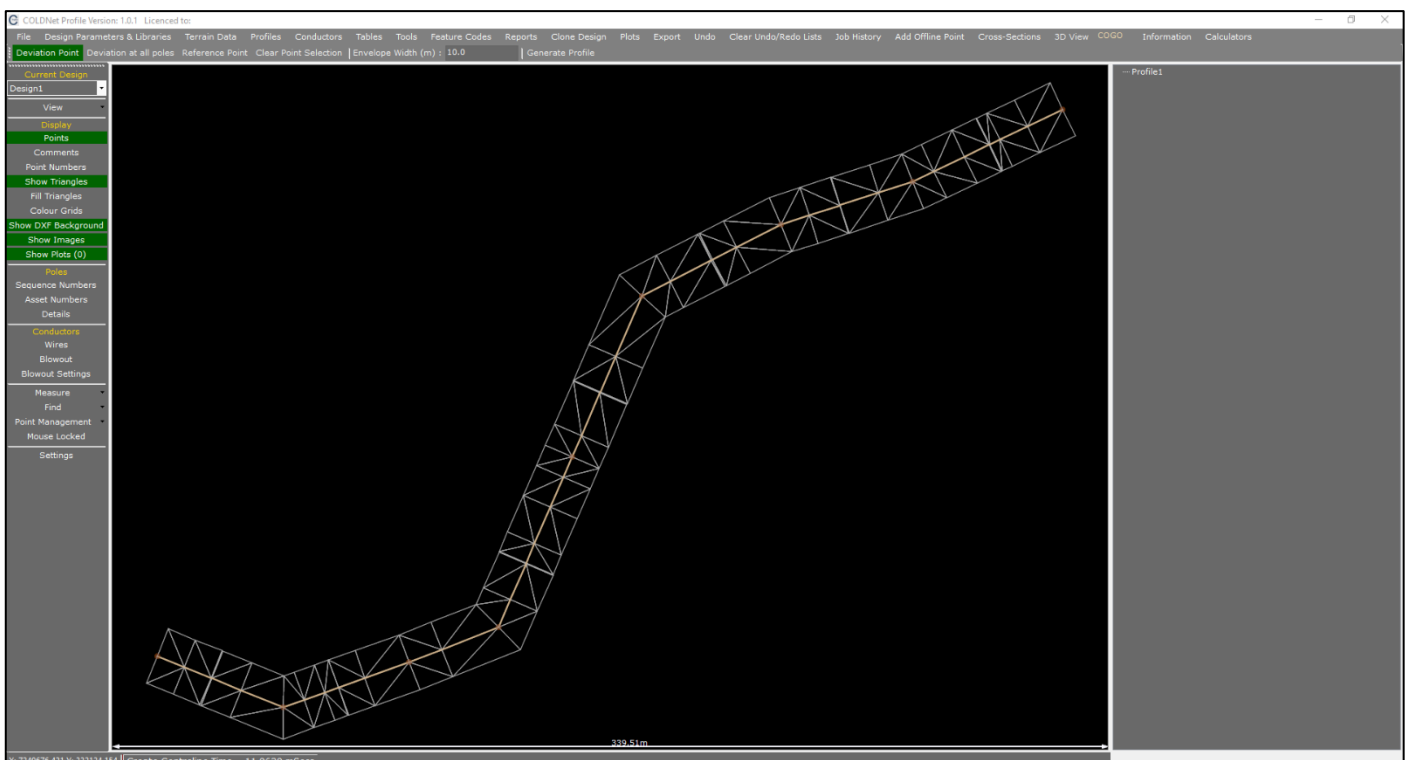 COLDNet Profile Version: 1.0.1 Licenced to:
File Design Parameters & Libraries Terrain Data Profiles Conductors Tables Tools Feature Codes Reports Clone Design Plots Export Undo Clear Undo/Redo Lists Job History Add Offline Point Cross-Sections 3D View COGO Information Calculators
Deviation Point Deviation at all poles Reference Point Clear Point Selection Envelope Width (m) : 10.0 Generate Profile
Current Design
Design1
View
Display
Points
Comments
Point Numbers
Show Triangles
Fill Triangles
Colour Grids
Show DXF Background
Show Images
Show Plots (0)
Poles
Sequence Numbers
Asset Numbers
Details
Conductors
Wires
Blowout
Blowout Settings
Measure
Find
Point Management
Mouse Locked
Settings
Profile1
339.51m